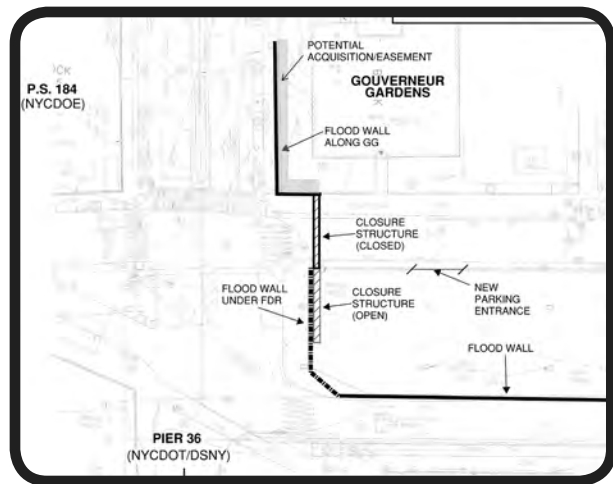 POTENTIAL
ACQUISITION/EASEMENT
GOUVERNEUR
GARDENS
P.S. 184
(NYCDOE)
FLOOD WALL
ALONG GG
CLOSURE
STRUCTURE
(CLOSED)
FLOOD WALL
UNDER FDR
CLOSURE
STRUCTURE
(OPEN)
NEW
PARKING
ENTRANCE
FLOOD WALL
PIER 36
(NYCDOT/DSNY)